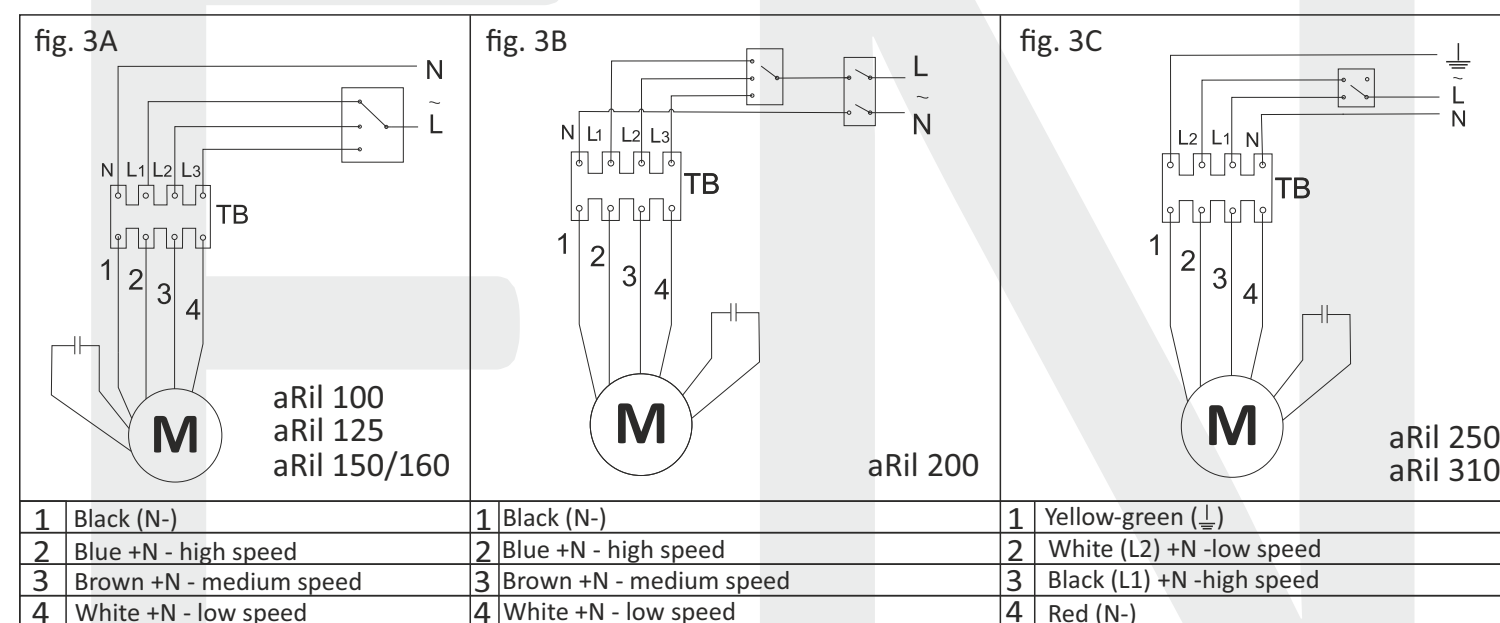 fig. 3A
N
~
L
N L1 L2 L3
TB
1
2
3
4
M
aRil 100
aRil 125
aRil 150/160
1 Black (N-)
2 Blue +N - high speed
3 Brown +N - medium speed
4 White +N - low speed
fig. 3B
L
~
N
N L1 L2 L3
TB
1
2
3
4
M
aRil 200
1 Black (N-)
2 Blue +N - high speed
3 Brown +N - medium speed
4 White +N - low speed
fig. 3C
⏚
~
L
N
L2 L1 N
TB
1
2
3
4
M
aRil 250
aRil 310
1 Yellow-green (⏚)
2 White (L2) +N -low speed
3 Black (L1) +N -high speed
4 Red (N-)